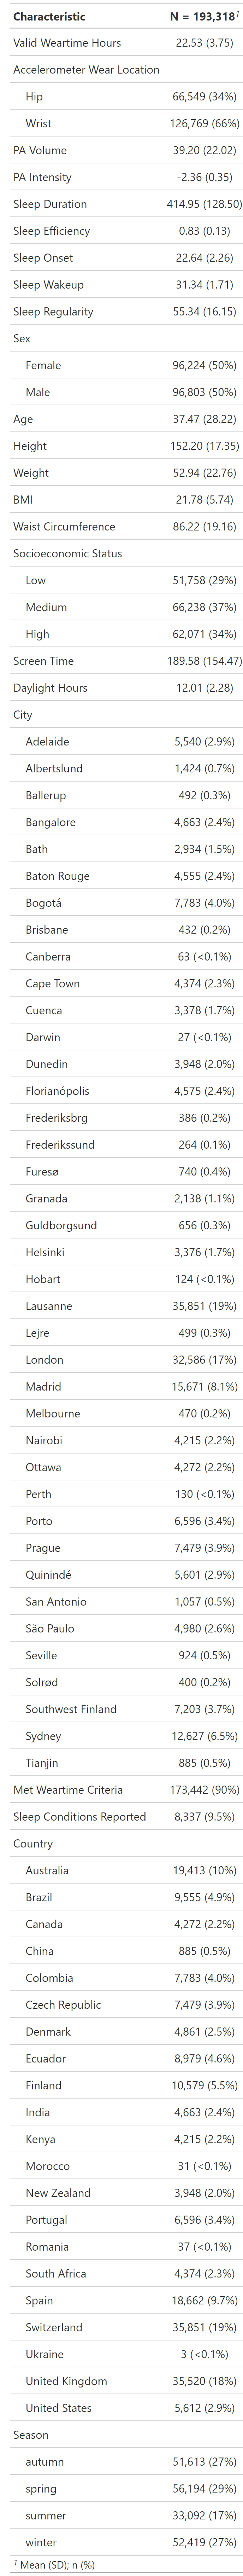 Characteristic N = 193,318¹
Valid Weartime Hours 22.53 (3.75)
Accelerometer Wear Location
Hip 66,549 (34%)
Wrist 126,769 (66%)
PA Volume 39.20 (22.02)
PA Intensity -2.36 (0.35)
Sleep Duration 414.95 (128.50)
Sleep Efficiency 0.83 (0.13)
Sleep Onset 22.64 (2.26)
Sleep Wakeup 31.34 (1.71)
Sleep Regularity 55.34 (16.15)
Sex
Female 96,224 (50%)
Male 96,803 (50%)
Age 37.47 (28.22)
Height 152.20 (17.35)
Weight 52.94 (22.76)
BMI 21.78 (5.74)
Waist Circumference 86.22 (19.16)
Socioeconomic Status
Low 51,758 (29%)
Medium 66,238 (37%)
High 62,071 (34%)
Screen Time 189.58 (154.47)
Daylight Hours 12.01 (2.28)
City
Adelaide 5,540 (2.9%)
Albertslund 1,424 (0.7%)
Ballerup 492 (0.3%)
Bangalore 4,663 (2.4%)
Bath 2,934 (1.5%)
Baton Rouge 4,555 (2.4%)
Bogotá 7,783 (4.0%)
Brisbane 432 (0.2%)
Canberra 63 (<0.1%)
Cape Town 4,374 (2.3%)
Cuenca 3,378 (1.7%)
Darwin 27 (<0.1%)
Dunedin 3,948 (2.0%)
Florianópolis 4,575 (2.4%)
Frederiksbrg 386 (0.2%)
Frederikssund 264 (0.1%)
Furesø 740 (0.4%)
Granada 2,138 (1.1%)
Guldborgsund 656 (0.3%)
Helsinki 3,376 (1.7%)
Hobart 124 (<0.1%)
Lausanne 35,851 (19%)
Lejre 499 (0.3%)
London 32,586 (17%)
Madrid 15,671 (8.1%)
Melbourne 470 (0.2%)
Nairobi 4,215 (2.2%)
Ottawa 4,272 (2.2%)
Perth 130 (<0.1%)
Porto 6,596 (3.4%)
Prague 7,479 (3.9%)
Quinindé 5,601 (2.9%)
San Antonio 1,057 (0.5%)
São Paulo 4,980 (2.6%)
Seville 924 (0.5%)
Solrød 400 (0.2%)
Southwest Finland 7,203 (3.7%)
Sydney 12,627 (6.5%)
Tianjin 885 (0.5%)
Met Weartime Criteria 173,442 (90%)
Sleep Conditions Reported 8,337 (9.5%)
Country
Australia 19,413 (10%)
Brazil 9,555 (4.9%)
Canada 4,272 (2.2%)
China 885 (0.5%)
Colombia 7,783 (4.0%)
Czech Republic 7,479 (3.9%)
Denmark 4,861 (2.5%)
Ecuador 8,979 (4.6%)
Finland 10,579 (5.5%)
India 4,663 (2.4%)
Kenya 4,215 (2.2%)
Morocco 31 (<0.1%)
New Zealand 3,948 (2.0%)
Portugal 6,596 (3.4%)
Romania 37 (<0.1%)
South Africa 4,374 (2.3%)
Spain 18,662 (9.7%)
Switzerland 35,851 (19%)
Ukraine 3 (<0.1%)
United Kingdom 35,520 (18%)
United States 5,612 (2.9%)
Season
autumn 51,613 (27%)
spring 56,194 (29%)
summer 33,092 (17%)
winter 52,419 (27%)
¹ Mean (SD); n (%)